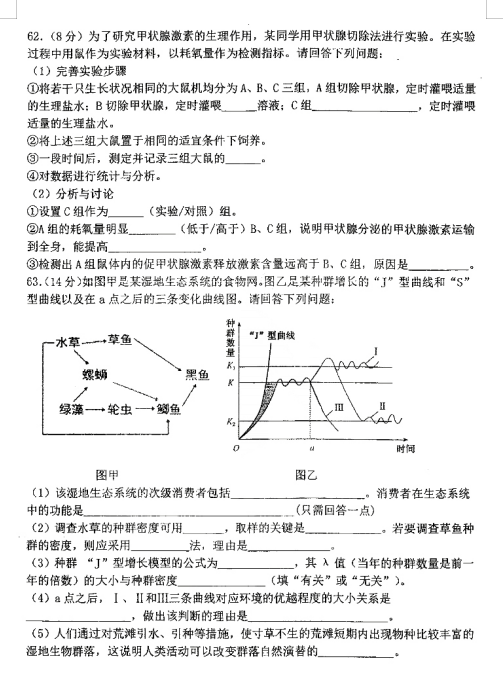 62.（8分）为了研究甲状腺激素的生理作用，某同学用甲状腺切除法进行实验。在实验
过程中用鼠作为实验材料，以耗氧量作为检测指标。请回答下列问题：
（1）完善实验步骤
①将若干只生长状况相同的大鼠机均分为A、B、C三组，A组切除甲状腺，定时灌喂适量
的生理盐水；B切除甲状腺，定时灌喂______溶液；C组________________，定时灌喂
适量的生理盐水。
②将上述三组大鼠置于相同的适宜条件下饲养。
③一段时间后，测定并记录三组大鼠的______。
④对数据进行统计与分析。
（2）分析与讨论
①设置C组作为______（实验/对照）组。
②A组的耗氧量明显________（低于/高于）B、C组，说明甲状腺分泌的甲状腺激素运输
到全身，能提高________________。
③检测出A组鼠体内的促甲状腺激素释放激素含量远高于B、C组，原因是__________。
63.（14分）如图甲是某湿地生态系统的食物网。图乙是某种群增长的“J”型曲线和“S”
型曲线以及在a点之后的三条变化曲线图。请回答下列问题：
水草 草鱼
螺蛳 黑鱼
绿藻 轮虫 鲫鱼
种群数量
“J”型曲线
K₁ I
K
K₂ III II
O a 时间
图甲 图乙
（1）该湿地生态系统的次级消费者包括____________________。消费者在生态系统
中的功能是________________________________(只需回答一点)
（2）调查水草的种群密度可用______，取样的关键是________。若要调查草鱼种
群的密度，则应采用________法，理由是________________。
（3）种群 “J”型增长模型的公式为____________，其 λ 值（当年的种群数量是前一
年的倍数）的大小与种群密度____________（填“有关”或“无关”）。
（4）a点之后，Ⅰ、Ⅱ和Ⅲ三条曲线对应环境的优越程度的大小关系是
________________，做出该判断的理由是____________________。
（5）人们通过对荒滩引水、引种等措施，使寸草不生的荒滩短期内出现物种比较丰富的
湿地生物群落，这说明人类活动可以改变群落自然演替的____________。